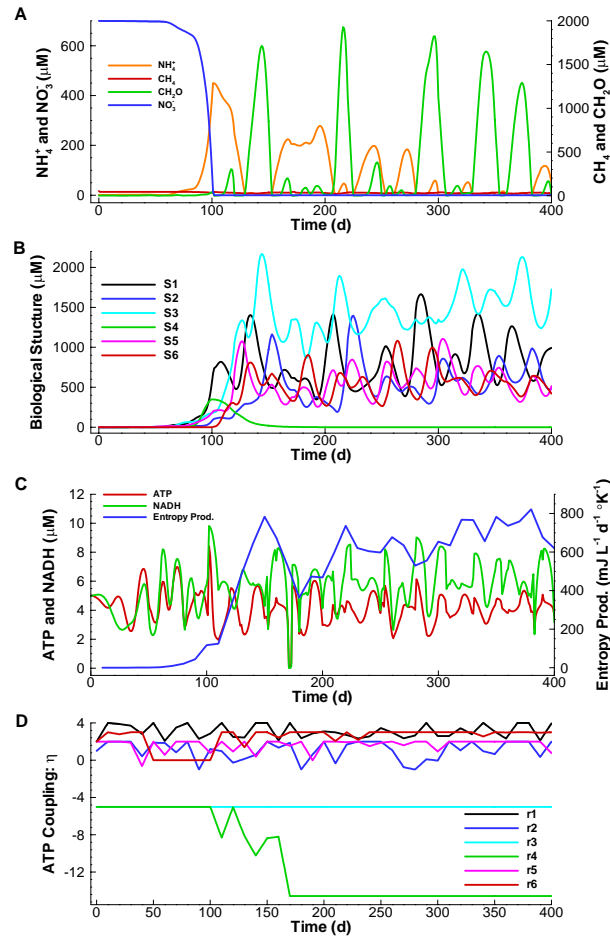 A
600
400
200
0
NH₄⁺ and NO₃⁻ (μM)
NH₄⁺
CH₄
CH₂O
NO₃⁻
2000
1500
1000
500
0
CH₄ and CH₂O (μM)
0 100 200 300 400
Time (d)
B
2000
1500
1000
500
0
Biological Stucture (μM)
S1
S2
S3
S4
S5
S6
0 100 200 300 400
Time (d)
C
12
10
8
6
4
2
0
ATP and NADH (μM)
ATP
NADH
Entropy Prod.
800
600
400
200
0
Entropy Prod. (mJ L⁻¹ d⁻¹ °K⁻¹)
0 100 200 300 400
Time (d)
D
4
0
-4
-8
-12
ATP Coupling: η
r1
r2
r3
r4
r5
r6
0 50 100 150 200 250 300 350 400
Time (d)